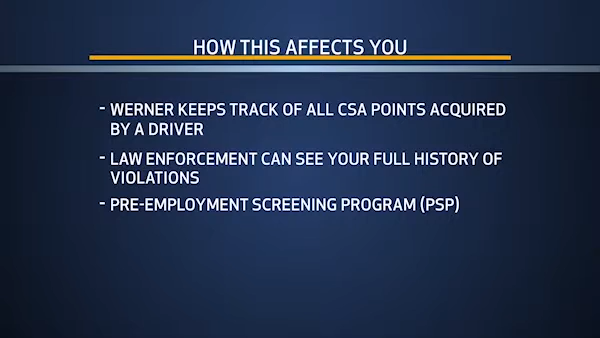 HOW THIS AFFECTS YOU
- WERNER KEEPS TRACK OF ALL CSA POINTS ACQUIRED
BY A DRIVER
- LAW ENFORCEMENT CAN SEE YOUR FULL HISTORY OF
VIOLATIONS
- PRE-EMPLOYMENT SCREENING PROGRAM (PSP)